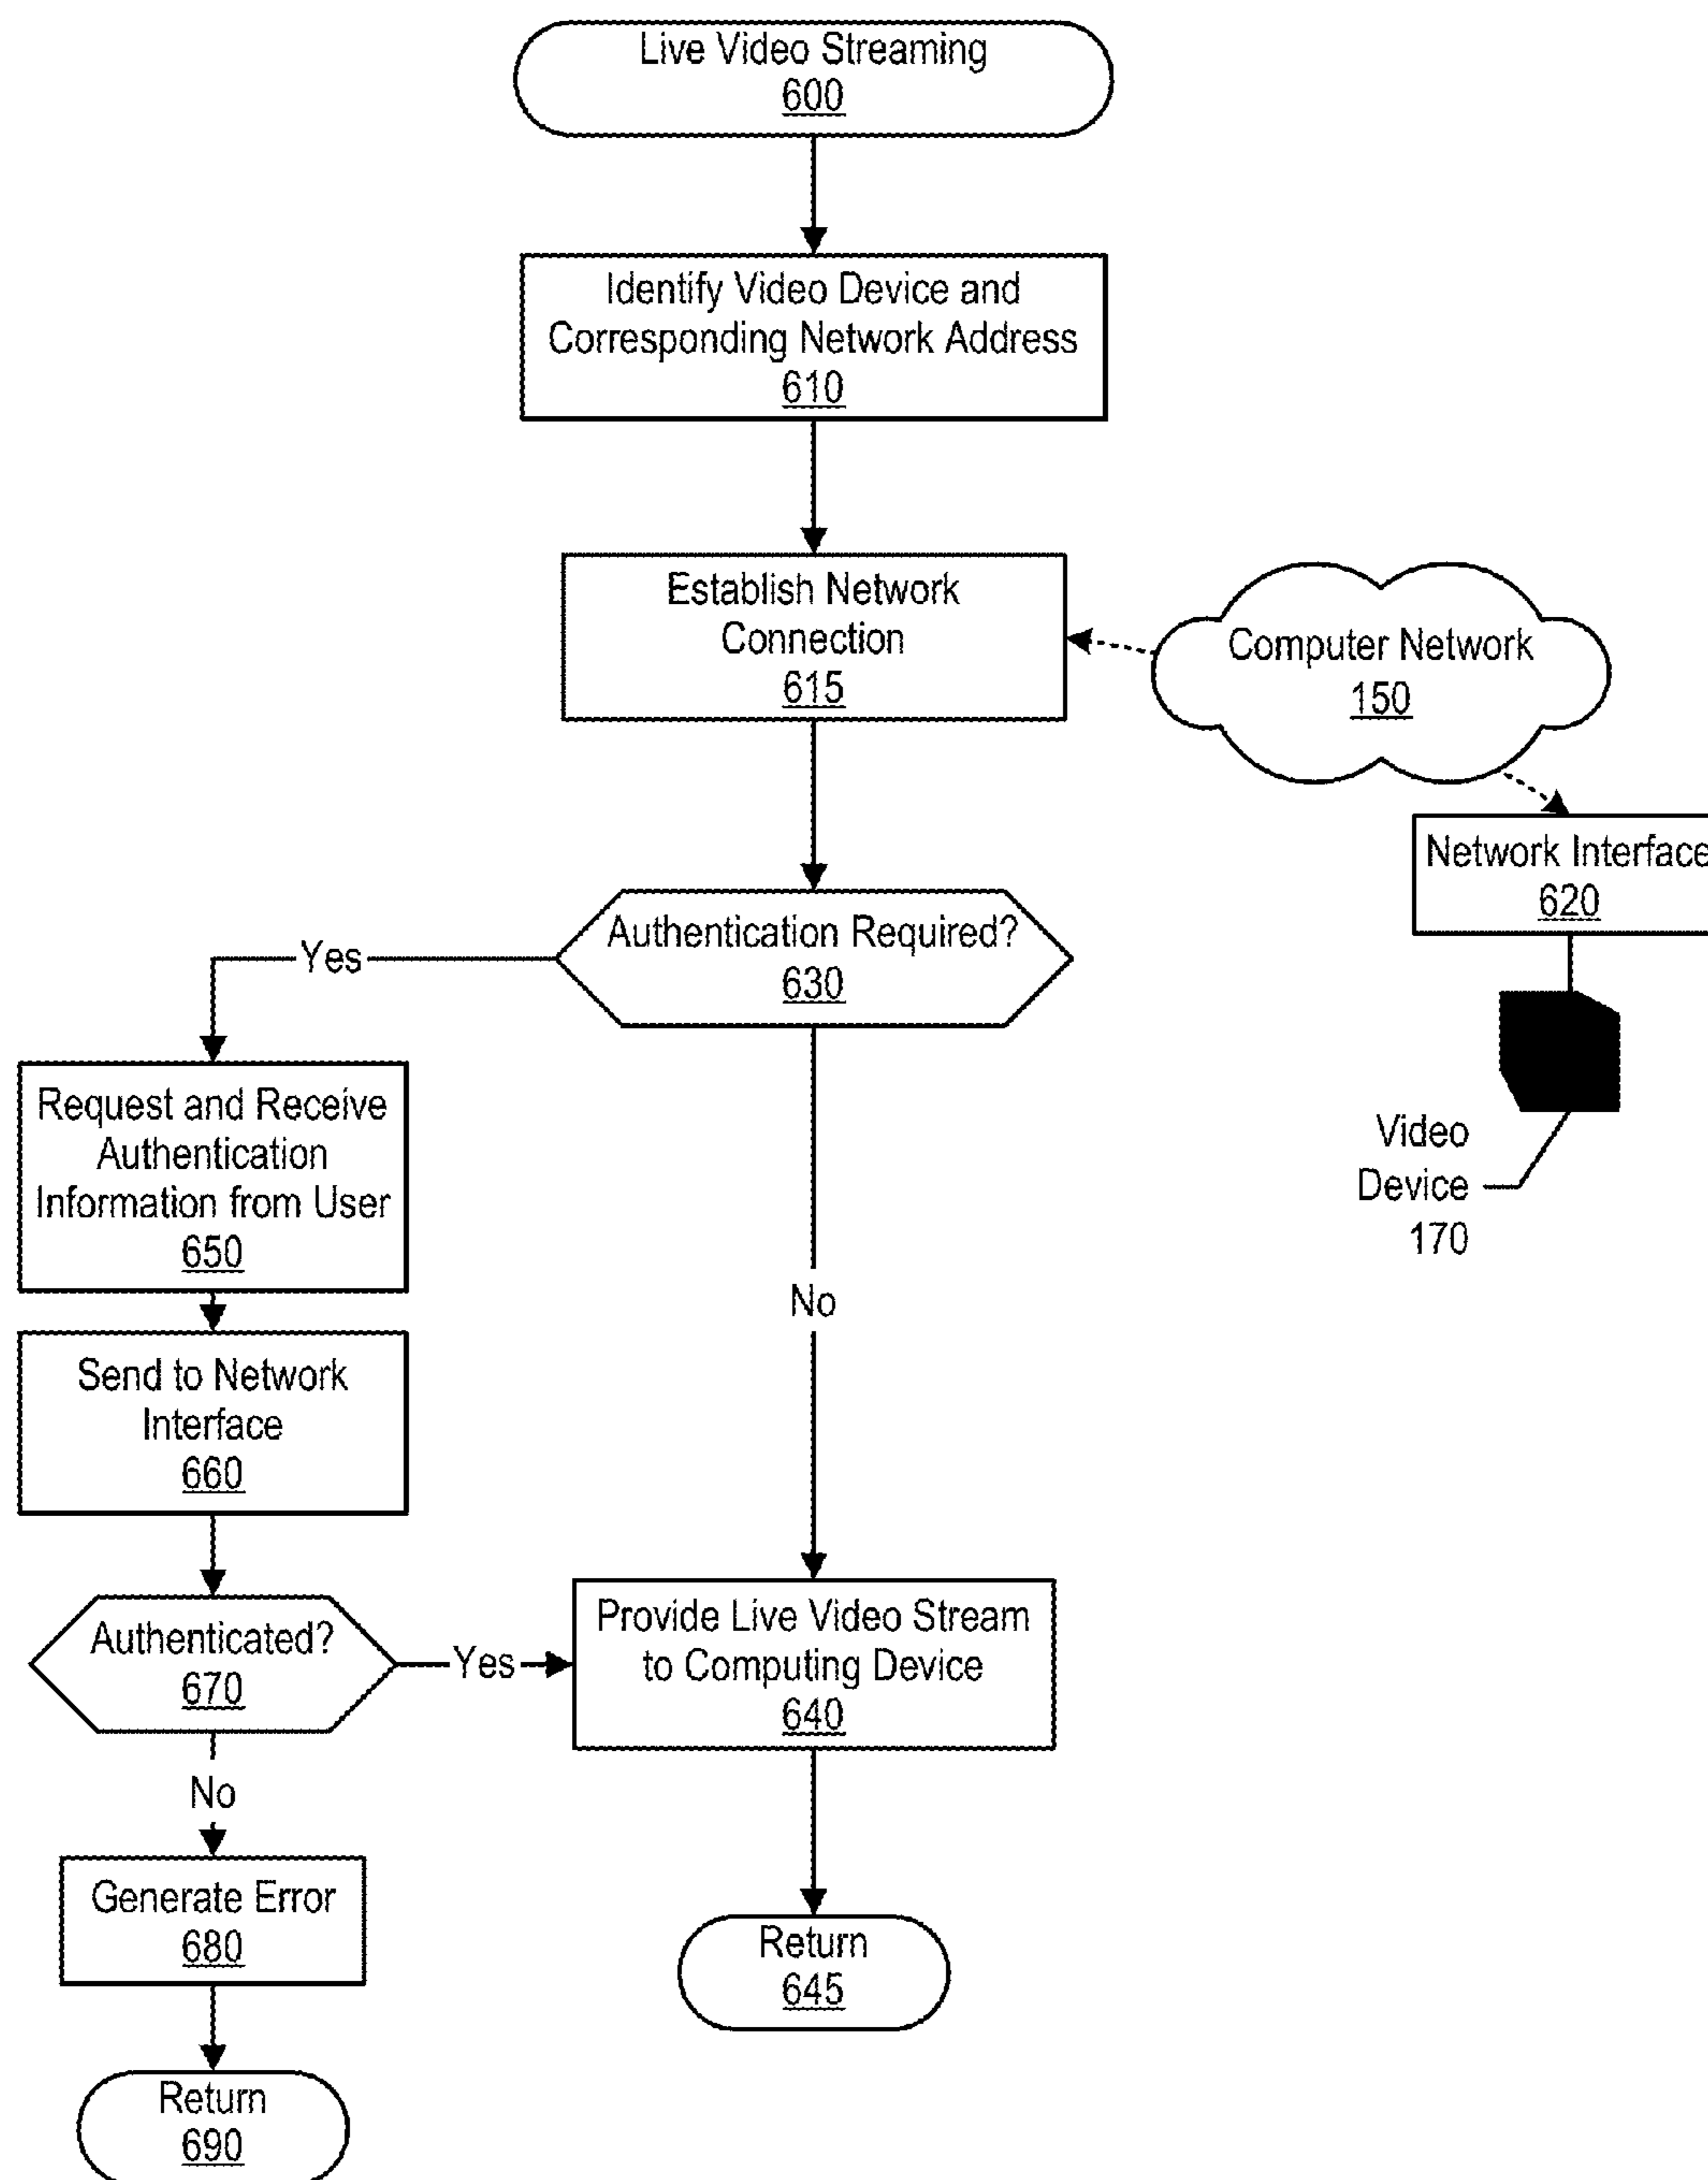 Live Video Streaming
600
Identify Video Device and
Corresponding Network Address
610
Establish Network
Connection
615
Computer Network
150
Network Interface
620
Video
Device
170
Authentication Required?
630
Yes
No
Request and Receive
Authentication
Information from User
650
Send to Network
Interface
660
Authenticated?
670
Yes
No
Provide Live Video Stream
to Computing Device
640
Generate Error
680
Return
645
Return
690